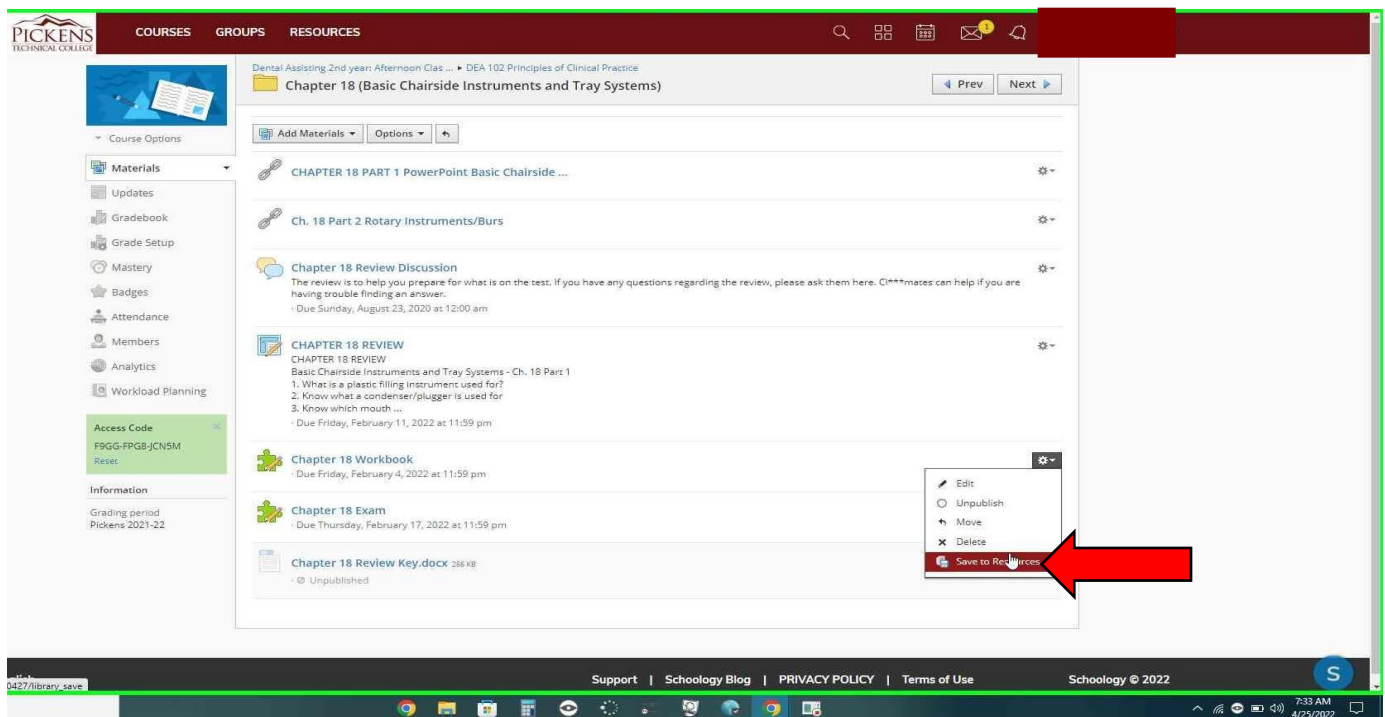 PICKENS
TECHNICAL COLLEGE
COURSES GROUPS RESOURCES
1
Dental Assisting 2nd year: Afternoon Clas ... ▸ DEA 102 Principles of Clinical Practice
Chapter 18 (Basic Chairside Instruments and Tray Systems)
Prev Next
Course Options
Add Materials Options
Materials
Updates
Gradebook
Grade Setup
Mastery
Badges
Attendance
Members
Analytics
Workload Planning
Access Code
F9GG-FPG8-JCN5M
Reset
Information
Grading period
Pickens 2021-22
CHAPTER 18 PART 1 PowerPoint Basic Chairside ...
Ch. 18 Part 2 Rotary Instruments/Burs
Chapter 18 Review Discussion
The review is to help you prepare for what is on the test. If you have any questions regarding the review, please ask them here. Cl***mates can help if you are
having trouble finding an answer.
· Due Sunday, August 23, 2020 at 12:00 am
CHAPTER 18 REVIEW
CHAPTER 18 REVIEW
Basic Chairside Instruments and Tray Systems - Ch. 18 Part 1
1. What is a plastic filling instrument used for?
2. Know what a condenser/plugger is used for
3. Know which mouth ...
· Due Friday, February 11, 2022 at 11:59 pm
Chapter 18 Workbook
· Due Friday, February 4, 2022 at 11:59 pm
Edit
Unpublish
Move
Delete
Save to Resources
Chapter 18 Exam
· Due Thursday, February 17, 2022 at 11:59 pm
Chapter 18 Review Key.docx 266 KB
· Unpublished
Support | Schoology Blog | PRIVACY POLICY | Terms of Use Schoology © 2022
S
0427/library_save
7:33 AM
4/25/2022